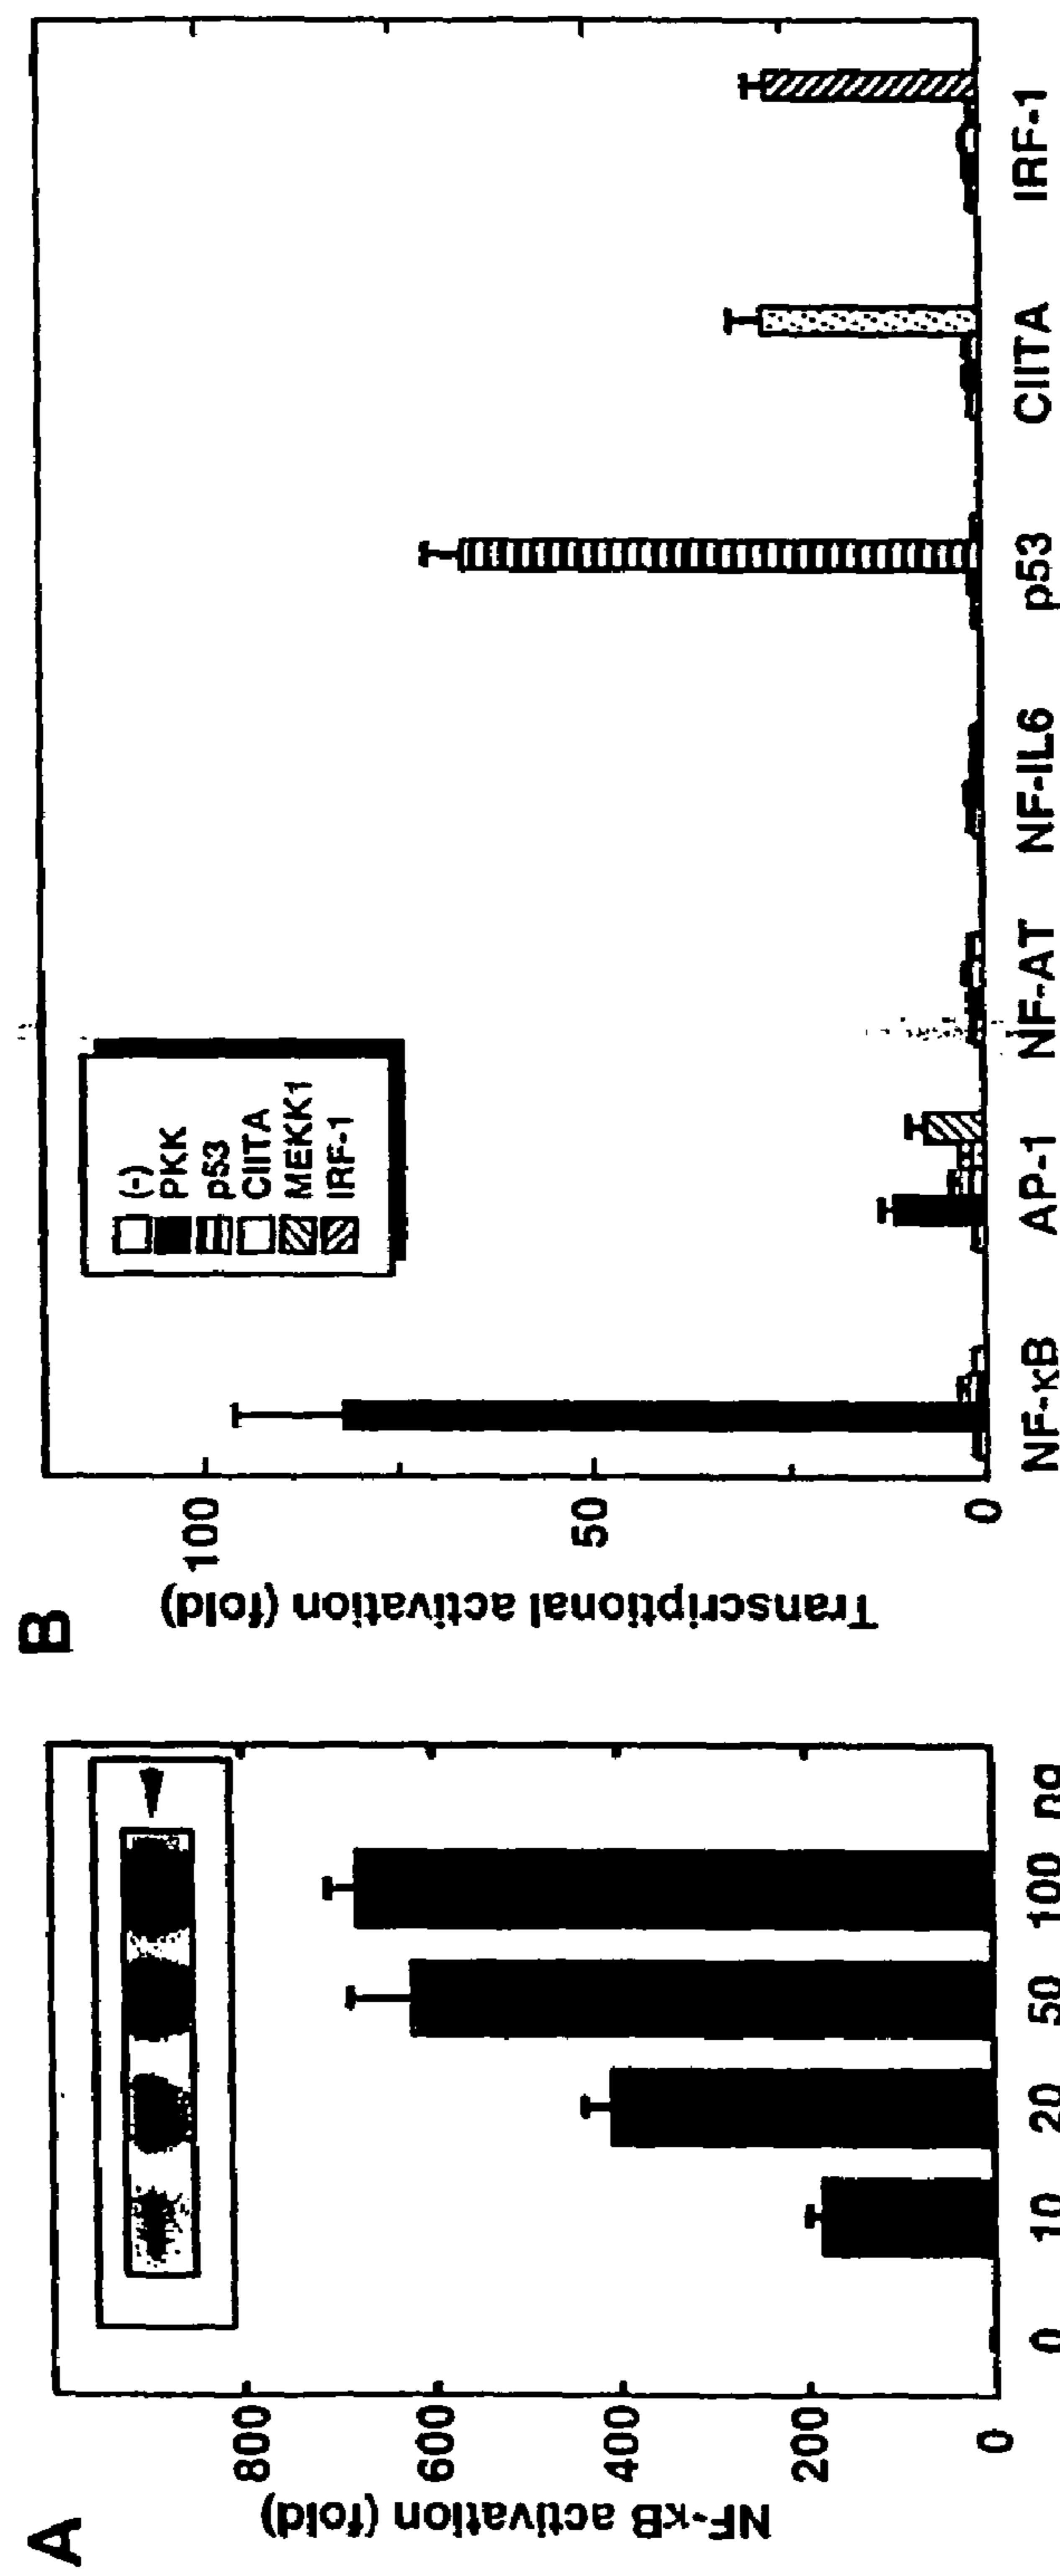 A
NF-κB activation (fold)
800
600
400
200
0
0 10 20 50 100 ng
B
Transcriptional activation (fold)
100
50
0
(-)
PKK
p53
CIITA
MEKK1
IRF-1
NF-κB AP-1 NF-AT NF-IL6 p53 CIITA IRF-1